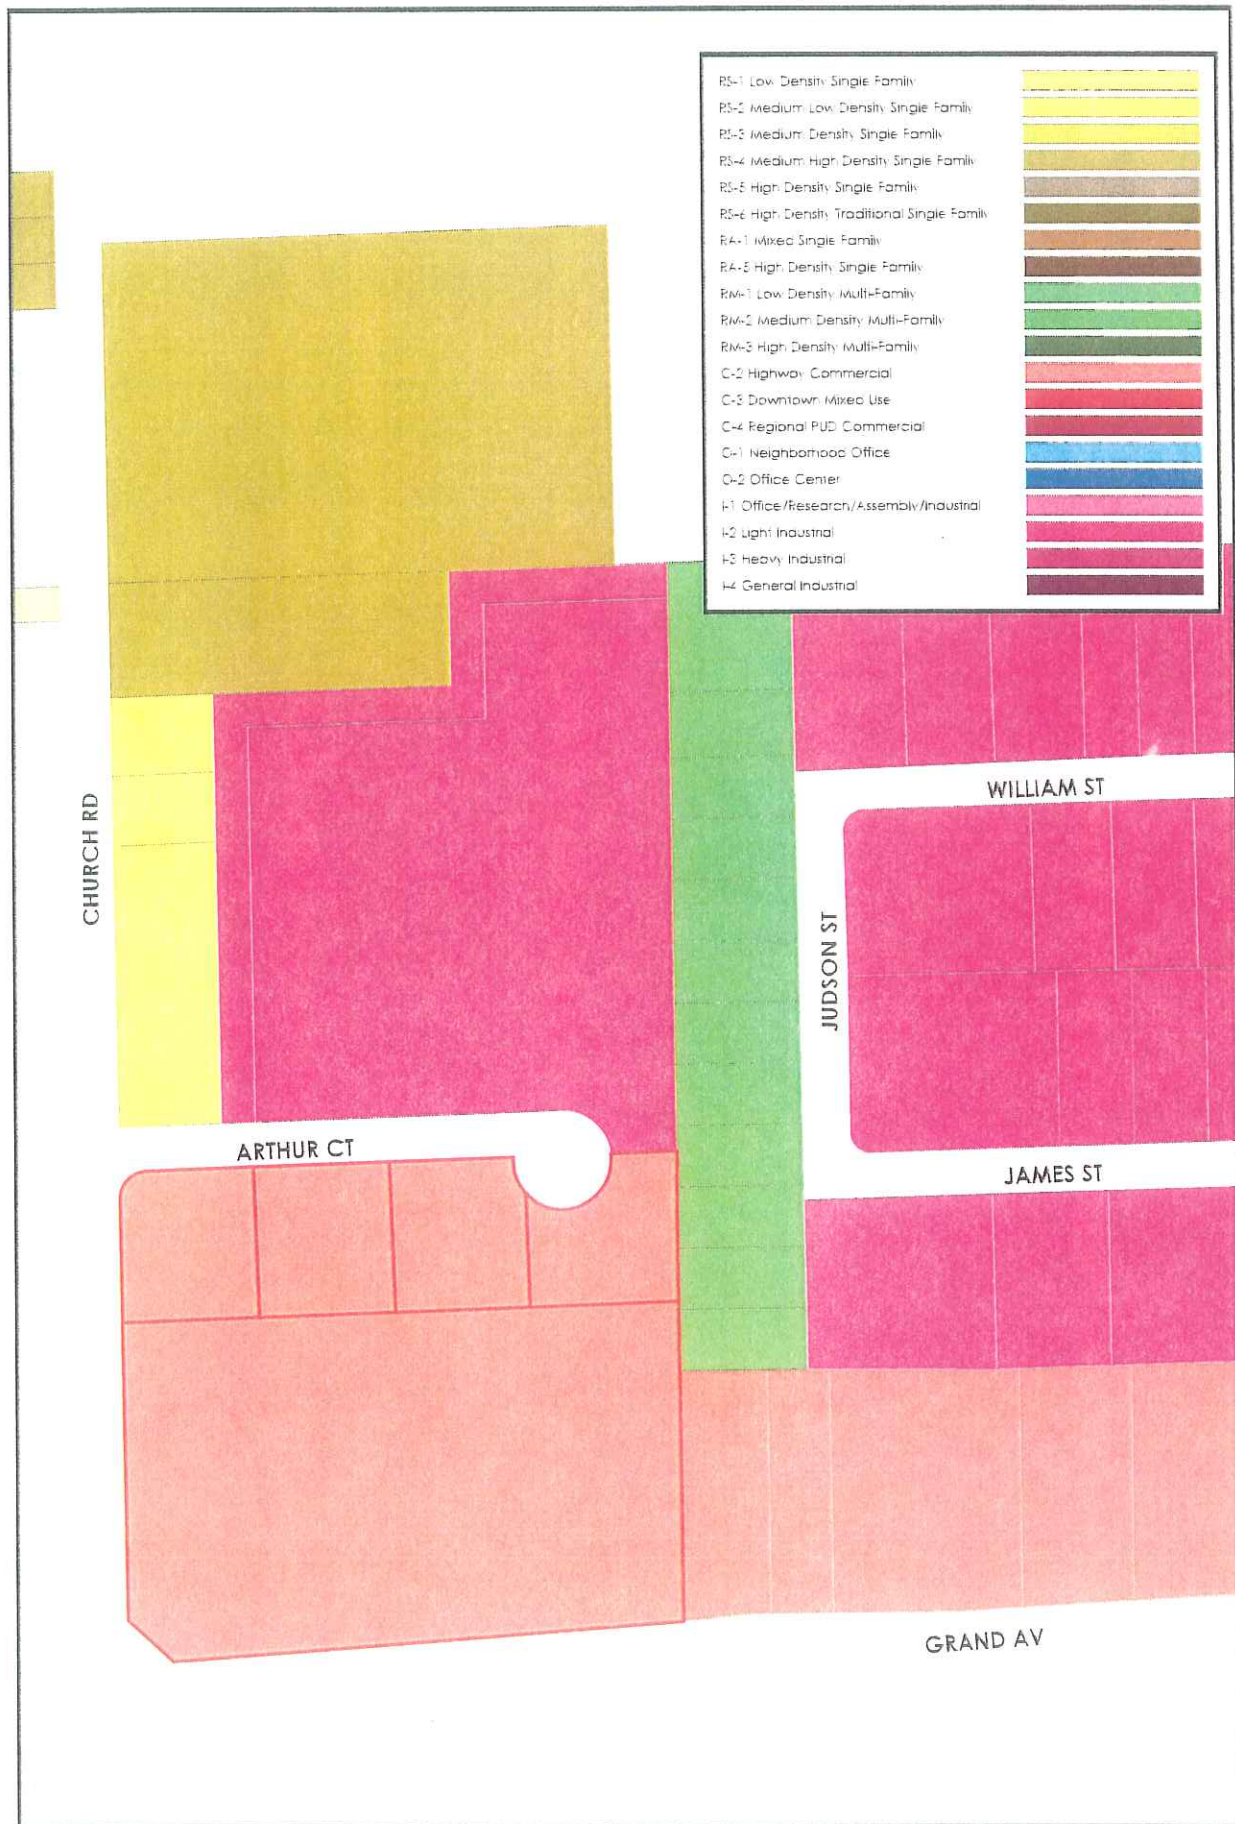 RS-1 Low Density Single Family
RS-2 Medium Low Density Single Family
RS-3 Medium Density Single Family
RS-4 Medium High Density Single Family
RS-5 High Density Single Family
RS-6 High Density Traditional Single Family
RA-1 Mixed Single Family
RA-5 High Density Single Family
RM-1 Low Density Multi-Family
RM-2 Medium Density Multi-Family
RM-3 High Density Multi-Family
C-2 Highway Commercial
C-3 Downtown Mixed Use
C-4 Regional PUD Commercial
O-1 Neighborhood Office
O-2 Office Center
I-1 Office/Research/Assembly/Industrial
I-2 Light Industrial
I-3 Heavy Industrial
I-4 General Industrial
WILLIAM ST
CHURCH RD
JUDSON ST
ARTHUR CT
JAMES ST
GRAND AV